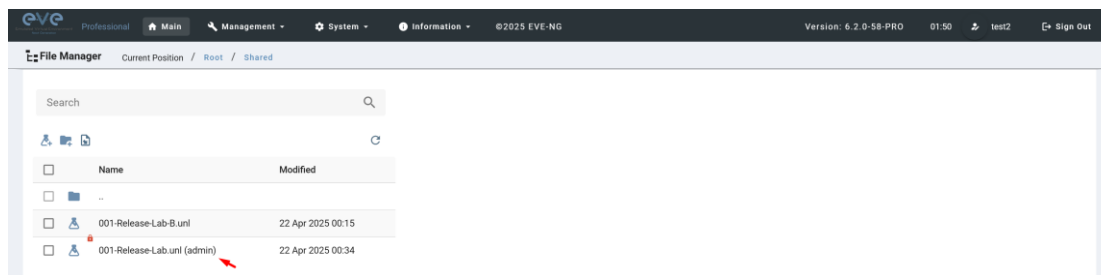 eve Professional Main Management System Information ©2025 EVE-NG Version: 6.2.0-58-PRO 01:50 test2 Sign Out
File Manager Current Position / Root / Shared
Search
Name Modified
..
001-Release-Lab-B.unl 22 Apr 2025 00:15
001-Release-Lab.unl (admin) 22 Apr 2025 00:34